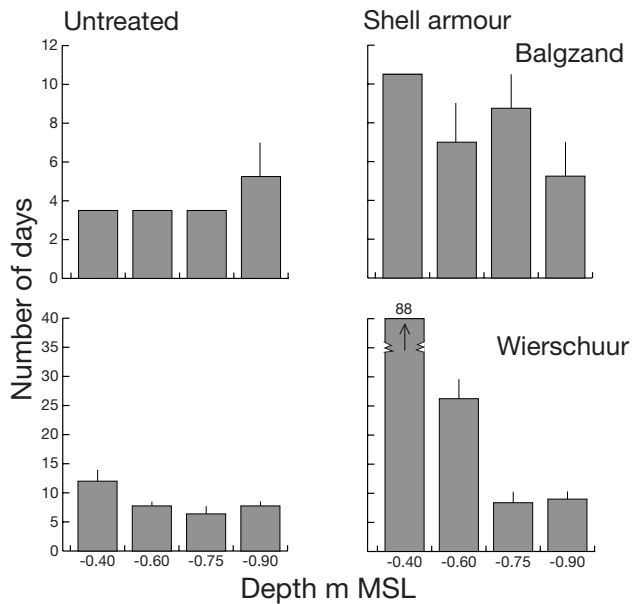 Untreated
Shell armour
Balgzand
12
10
8
6
4
2
0
Number of days
88
Wierschuur
40
35
30
25
20
15
10
5
0
-0.40 -0.60 -0.75 -0.90
-0.40 -0.60 -0.75 -0.90
Depth m MSL